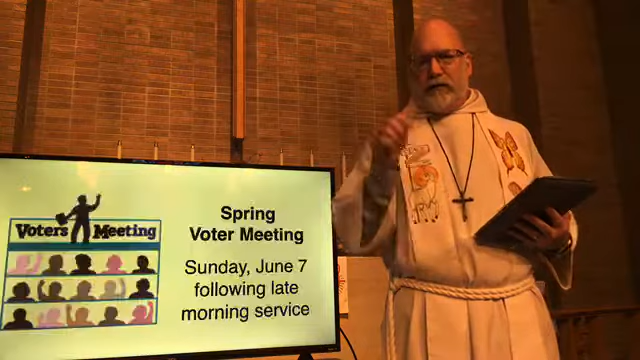 Voters Meeting
Spring
Voter Meeting
Sunday, June 7
following late
morning service